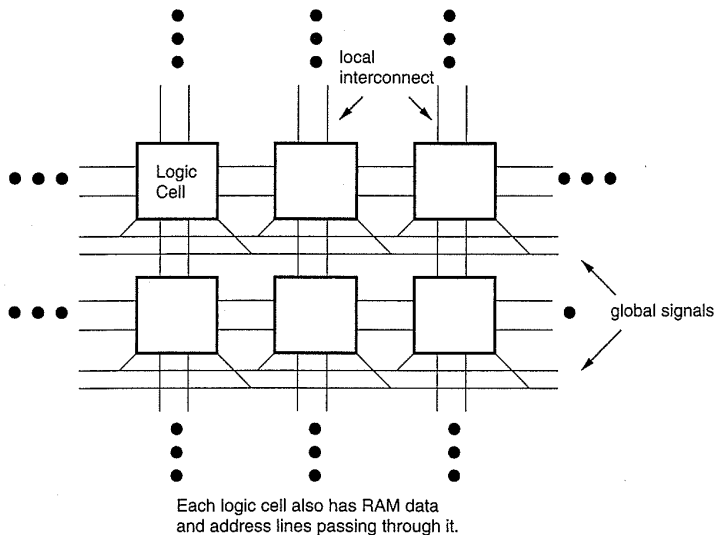 local
interconnect
Logic
Cell
global signals
Each logic cell also has RAM data
and address lines passing through it.